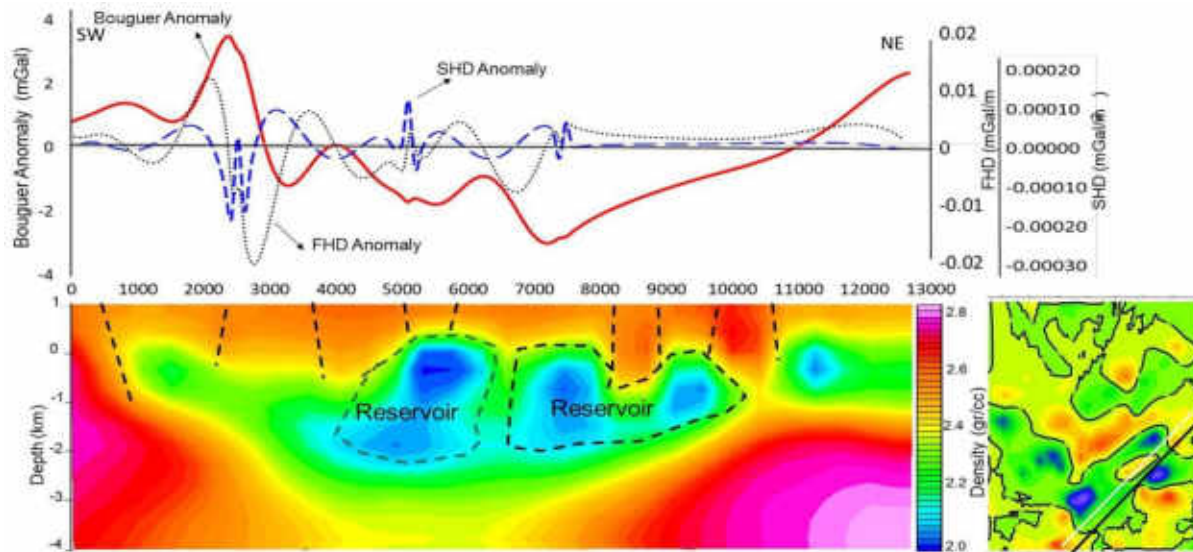 Bouguer Anomaly
SW
NE
SHD Anomaly
FHD Anomaly
Bouguer Anomaly (mGal)
4
2
0
-2
-4
0.02
0.01
0
-0.01
-0.02
FHD (mGal/m
0.00020
0.00010
0.00000
-0.00010
-0.00020
-0.00030
SHD (mGal/m
0 1000 2000 3000 4000 5000 6000 7000 8000 9000 10000 11000 12000 13000
Depth (km)
1
0
-1
-2
-3
-4
Reservoir
Reservoir
2.8
2.6
2.4
2.2
2.0
Density (gr/cc)